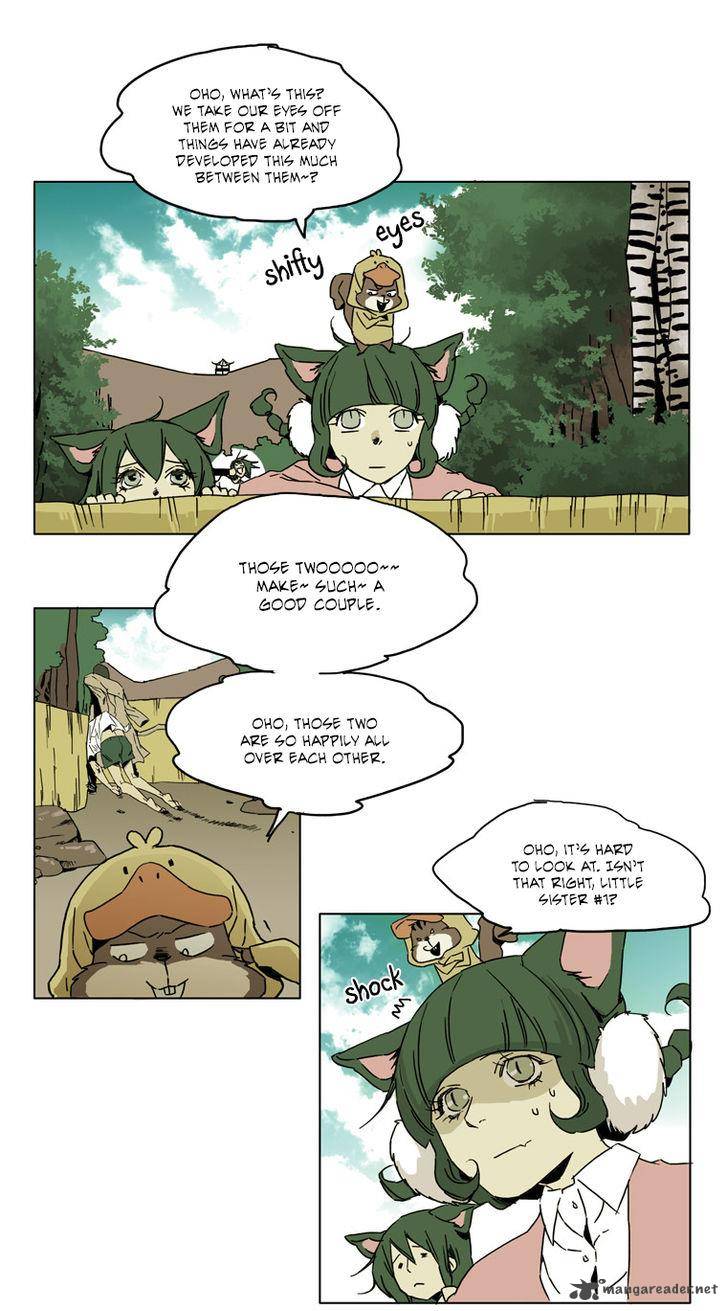 OHO, WHAT'S THIS?
WE TAKE OUR EYES OFF
THEM FOR A BIT AND
THINGS HAVE ALREADY
DEVELOPED THIS MUCH
BETWEEN THEM~?
shifty eyes
THOSE TWOOOOO~~
MAKE~ SUCH~ A
GOOD COUPLE.
OHO, THOSE TWO
ARE SO HAPPILY ALL
OVER EACH OTHER.
OHO, IT'S HARD
TO LOOK AT. ISN'T
THAT RIGHT, LITTLE
SISTER #1?
shock
mangareader.net